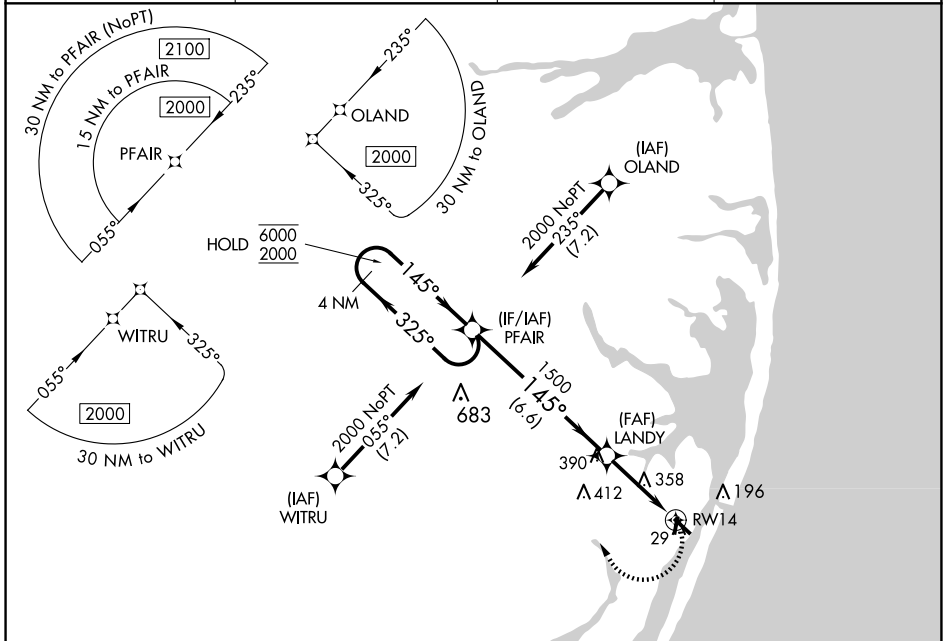 30 NM to PFAIR (NoPT)
2100
15 NM to PFAIR
2000
235°
PFAIR
055°
235°
OLAND
2000
325°
30 NM to OLAND
(IAF)
OLAND
2000 NoPT
235°
(7.2)
HOLD
6000
2000
145°
4 NM
325°
(IF/IAF)
PFAIR
WITRU
055°
325°
2000
30 NM to WITRU
683
1500
145°
(6.6)
2000 NoPT
055°
(7.2)
(IAF)
WITRU
(FAF)
LANDY
390
412
358
196
RW14
29